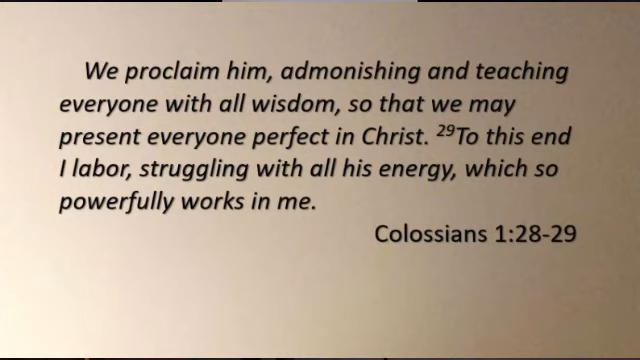 We proclaim him, admonishing and teaching
everyone with all wisdom, so that we may
present everyone perfect in Christ. ²⁹To this end
I labor, struggling with all his energy, which so
powerfully works in me.
Colossians 1:28-29